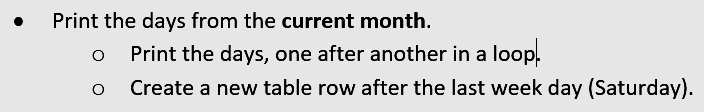 • Print the days from the current month.
o Print the days, one after another in a loop.
o Create a new table row after the last week day (Saturday).